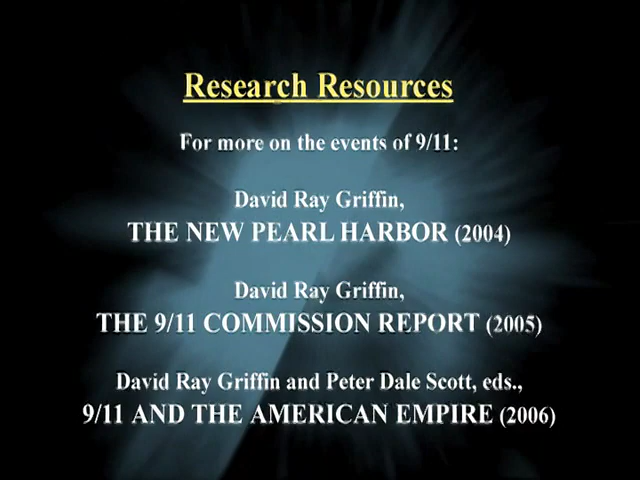 Research Resources
For more on the events of 9/11:
David Ray Griffin,
THE NEW PEARL HARBOR (2004)
David Ray Griffin,
THE 9/11 COMMISSION REPORT (2005)
David Ray Griffin and Peter Dale Scott, eds.,
9/11 AND THE AMERICAN EMPIRE (2006)